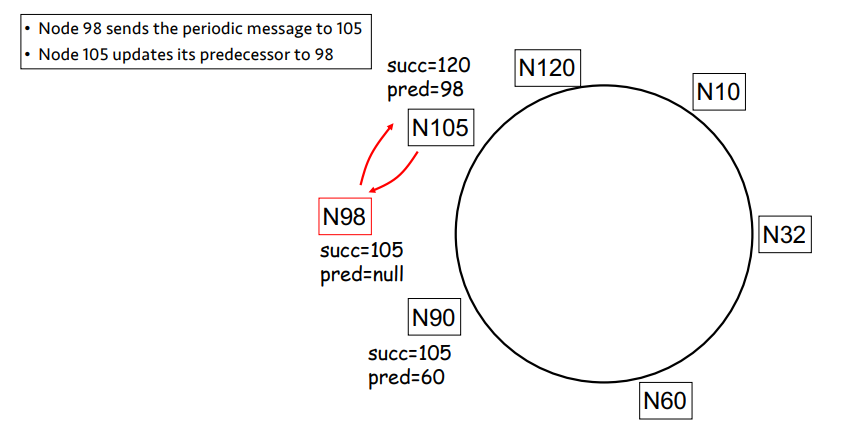 • Node 98 sends the periodic message to 105
• Node 105 updates its predecessor to 98
succ=120
pred=98
N120
N10
N105
N98
N32
succ=105
pred=null
N90
succ=105
pred=60
N60